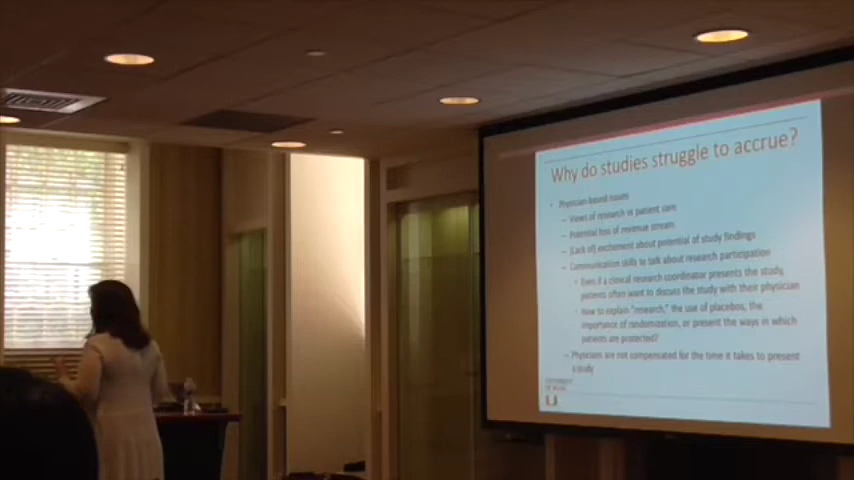 Why do studies struggle to accrue?
• Physician-based issues
– Views of research vs patient care
– Potential loss of revenue stream
– (Lack of) excitement about potential of study findings
– Communication skills to talk about research participation
• Even if a clinical research coordinator presents the study,
patients often want to discuss the study with their physician
• How to explain "research," the use of placebos, the
importance of randomization, or present the ways in which
patients are protected?
– Physicians are not compensated for the time it takes to present
a study
UNIVERSITY
OF MIAMI
U